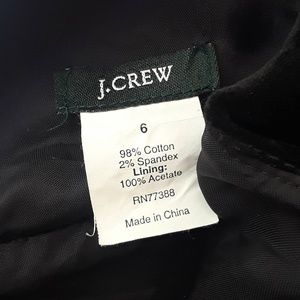 J.CREW
6
98% Cotton
2% Spandex
Lining:
100% Acetate
RN77388
Made in China